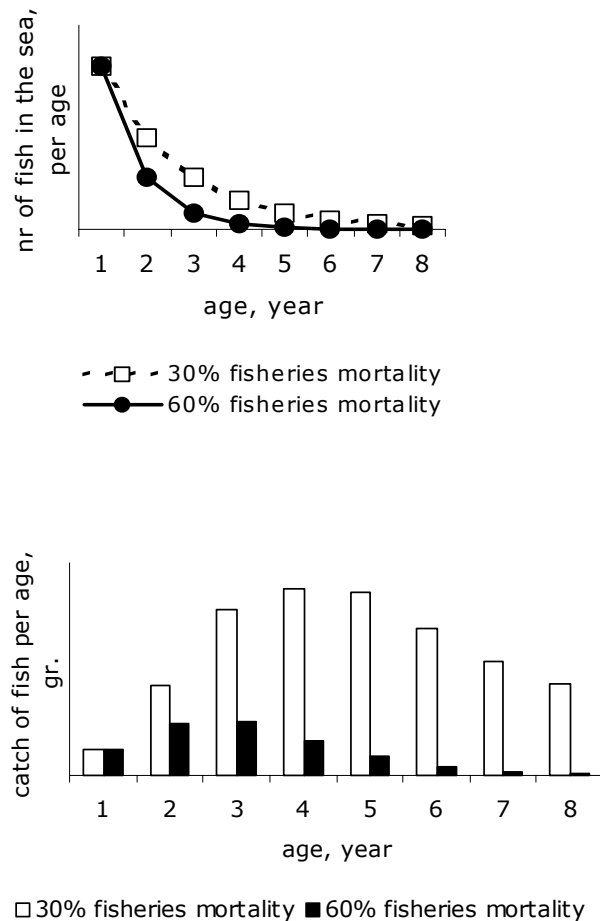 nr of fish in the sea,
per age
1 2 3 4 5 6 7 8
age, year
30% fisheries mortality
60% fisheries mortality
catch of fish per age,
gr.
1 2 3 4 5 6 7 8
age, year
30% fisheries mortality 60% fisheries mortality